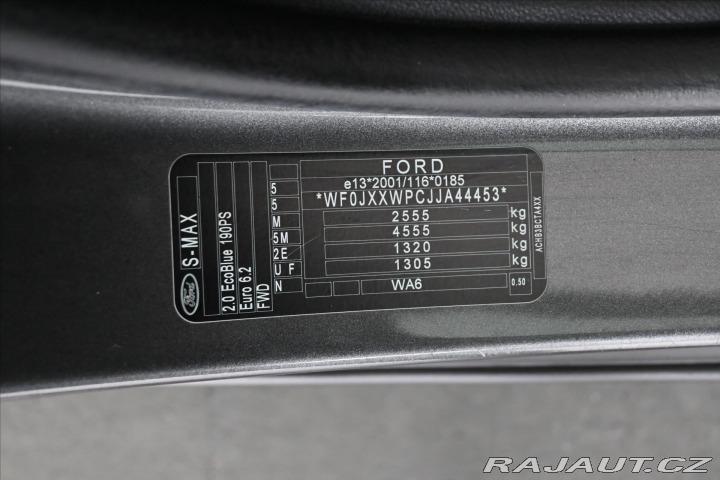 FORD
e13*2001/116*0185
*WF0JXXWPCJJA44453*
2555 kg
4555 kg
1320 kg
1305 kg
WA6
0.50
5
5
M
5M
2E
U F
N
Ford
S-MAX
2.0 EcoBlue 190PS
Euro 6.2
FWD
ACHB3BCTA4XX
RAJAUT.CZ